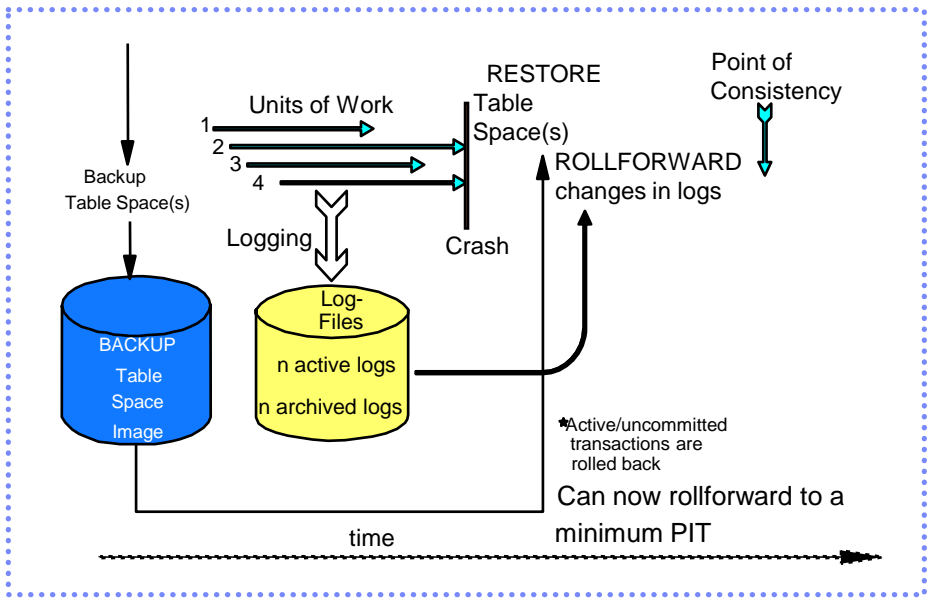 Backup
Table Space(s)
BACKUP
Table
Space
Image
Units of Work
1
2
3
4
Logging
Log-
Files
n active logs
n archived logs
Crash
RESTORE
Table
Space(s)
ROLLFORWARD
changes in logs
Point of
Consistency
*Active/uncommitted
transactions are
rolled back
Can now rollforward to a
minimum PIT
time